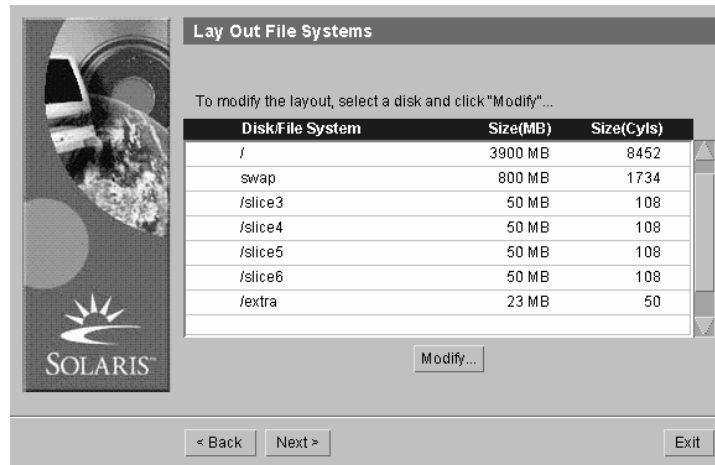 Lay Out File Systems
To modify the layout, select a disk and click "Modify"...
Disk/File System Size(MB) Size(Cyls)
/ 3900 MB 8452
swap 800 MB 1734
/slice3 50 MB 108
/slice4 50 MB 108
/slice5 50 MB 108
/slice6 50 MB 108
/extra 23 MB 50
Modify...
SOLARIS™
< Back Next > Exit